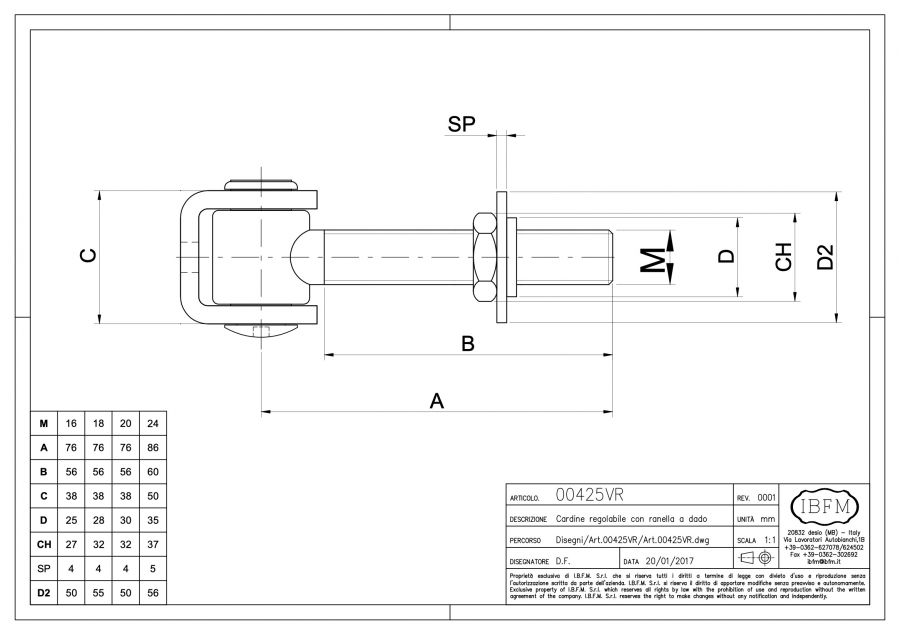 SP
C
M
D
CH
D2
B
A
M 16 18 20 24
A 76 76 76 86
B 56 56 56 60
C 38 38 38 50
D 25 28 30 35
CH 27 32 32 37
SP 4 4 4 5
D2 50 55 50 56
ARTICOLO. 00425VR REV. 0001
DESCRIZIONE Cardine regolabile con ranella a dado UNITÀ mm
PERCORSO Disegni/Art.00425VR/Art.00425VR.dwg SCALA 1:1
DISEGNATORE D.F. DATA 20/01/2017
IBFM
20832 desio (MB) - Italy
Via Lavoratori Autobianchi,1B
+39-0362-627078/624502
Fax +39-0362-302692
ibfm@ibfm.it
Proprietà esclusiva di I.B.F.M. S.r.l. che si riserva tutti i diritti a termine di legge con divieto d'uso e riproduzione senza
l'autorizzazione scritta da parte dell'azienda. I.B.F.M. S.r.l. si riserva il diritto di apportare modifiche senza preavviso e autonomamente.
Exclusive property of I.B.F.M. S.r.l. which reserves all rights by law with the prohibition of use and reproduction without the written
agreement of the company. I.B.F.M. S.r.l. reserves the right to make changes without any notification and independently.